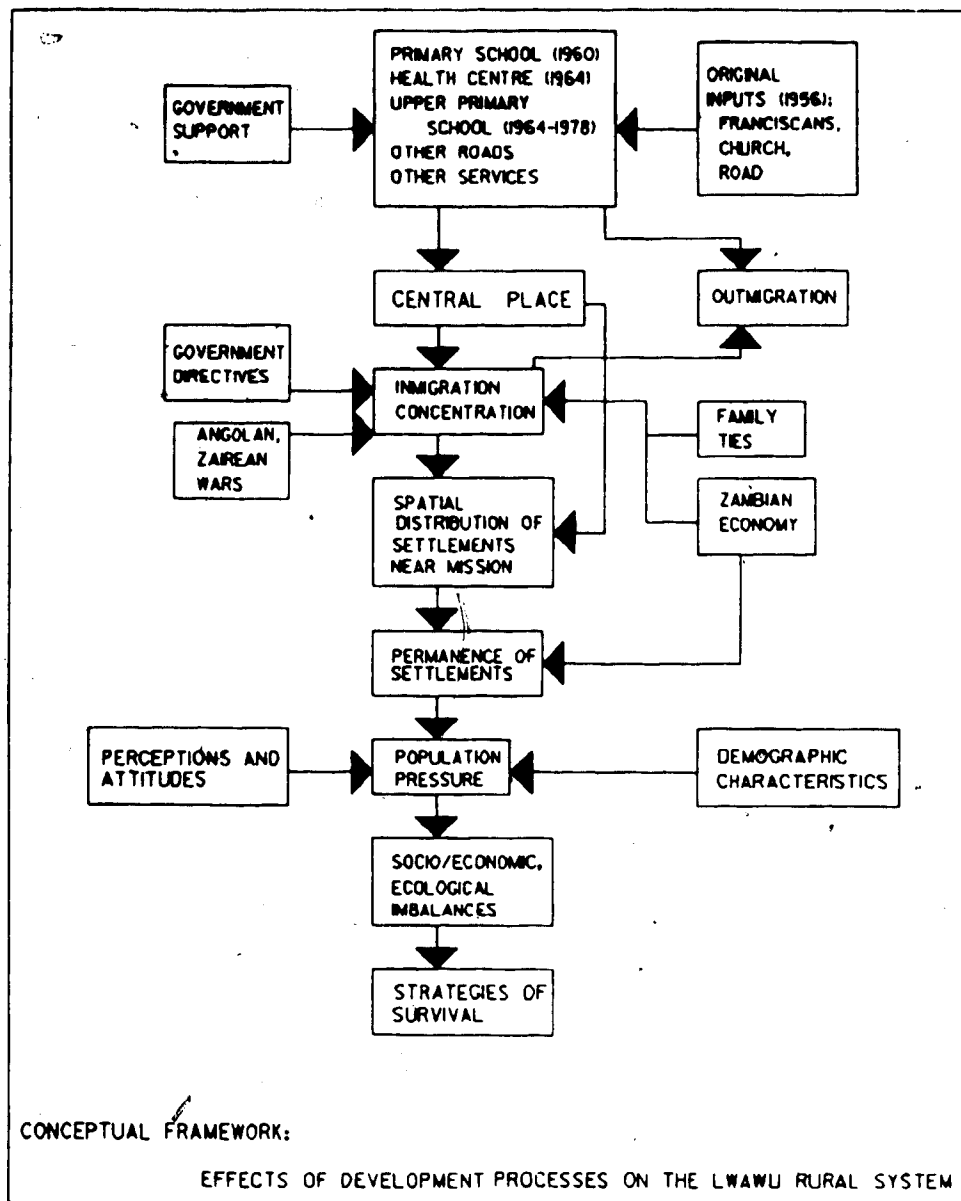 PRIMARY SCHOOL (1960)
HEALTH CENTRE (1964)
UPPER PRIMARY
SCHOOL (1964-1978)
OTHER ROADS
OTHER SERVICES
GOVERNMENT
SUPPORT
ORIGINAL
INPUTS (1956):
FRANCISCANS,
CHURCH,
ROAD
CENTRAL PLACE
OUTMIGRATION
GOVERNMENT
DIRECTIVES
INMIGRATION
CONCENTRATION
FAMILY
TIES
ANGOLAN,
ZAIREAN
WARS
SPATIAL
DISTRIBUTION OF
SETTLEMENTS
NEAR MISSION
ZAMBIAN
ECONOMY
PERMANENCE OF
SETTLEMENTS
PERCEPTIONS AND
ATTITUDES
POPULATION
PRESSURE
DEMOGRAPHIC
CHARACTERISTICS
SOCIO/ECONOMIC,
ECOLOGICAL
IMBALANCES
STRATEGIES OF
SURVIVAL
CONCEPTUAL FRAMEWORK:
EFFECTS OF DEVELOPMENT PROCESSES ON THE LWAWU RURAL SYSTEM